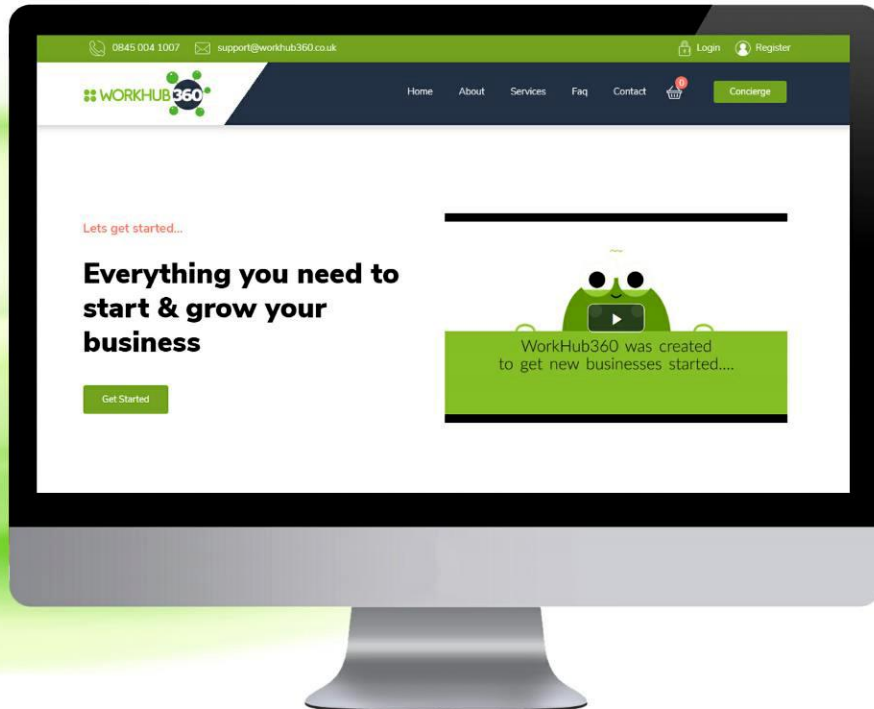 0845 004 1007 support@workhub360.co.uk Login Register
WORKHUB360
Home About Services Faq Contact 0 Concierge
Lets get started...
Everything you need to
start & grow your
business
Get Started
WorkHub360 was created
to get new businesses started....